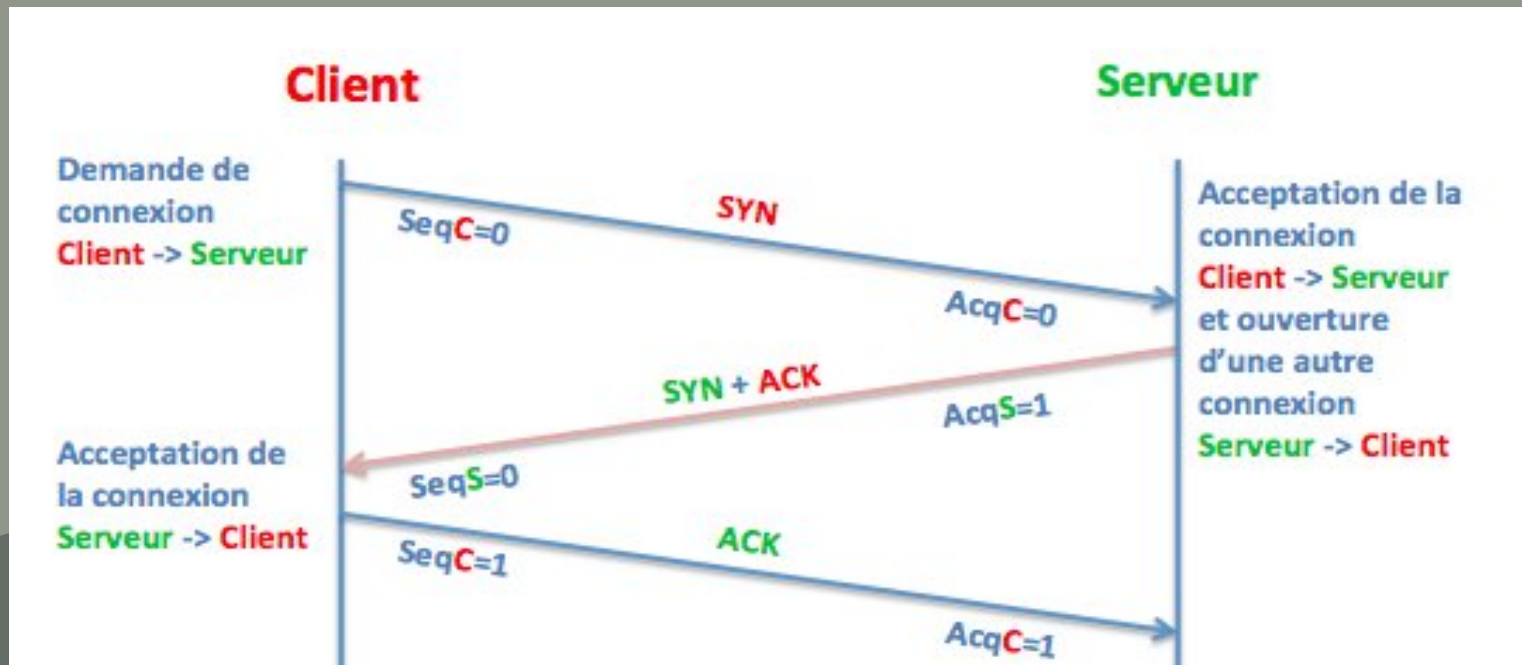 Client
Serveur
Demande de
connexion
Client -> Serveur
SYN
SeqC=0
AcqC=0
Acceptation de la
connexion
Client -> Serveur
et ouverture
d'une autre
connexion
Serveur -> Client
SYN + ACK
AcqS=1
SeqS=0
Acceptation de
la connexion
Serveur -> Client
ACK
SeqC=1
AcqC=1